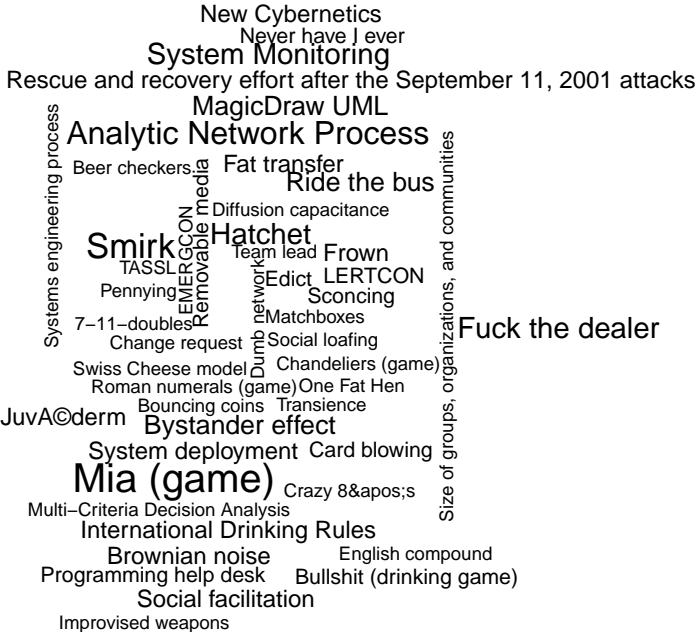 New Cybernetics
Never have I ever
System Monitoring
Rescue and recovery effort after the September 11, 2001 attacks
MagicDraw UML
Analytic Network Process
Systems engineering process
Beer checkers
Fat transfer
Removable media
Ride the bus
Size of groups, organizations, and communities
Diffusion capacitance
EMERGCON
Hatchet
Smirk
Team lead
Frown
TASSL
Dumb network
Edict
LERTCON
Pennying
Sconcing
7−11−doubles
Matchboxes
Fuck the dealer
Change request
Social loafing
Swiss Cheese model
Chandeliers (game)
Roman numerals (game)
One Fat Hen
JuvA©derm
Bouncing coins
Transience
Bystander effect
System deployment
Card blowing
Mia (game)
Crazy 8&apos;s
Multi−Criteria Decision Analysis
International Drinking Rules
Brownian noise
English compound
Programming help desk
Bullshit (drinking game)
Social facilitation
Improvised weapons